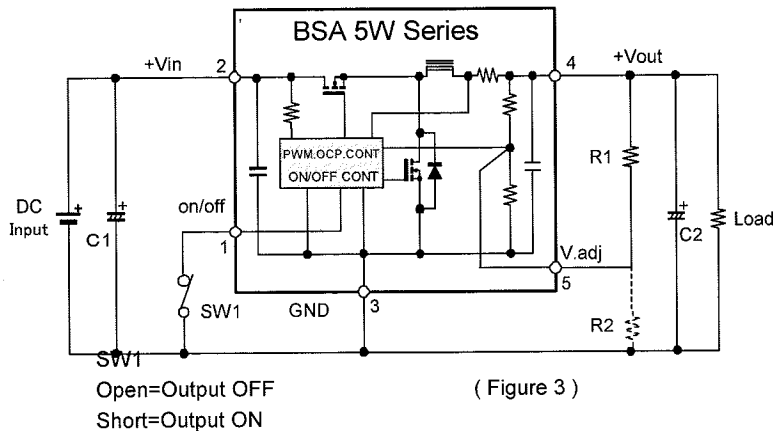 BSA 5W Series
+Vin
2
4
+Vout
PWM.OCP.CONT
ON/OFF CONT
R1
DC
Input
C1
on/off
1
C2
Load
V.adj
5
SW1
GND
3
R2
SW1
Open=Output OFF
( Figure 3 )
Short=Output ON